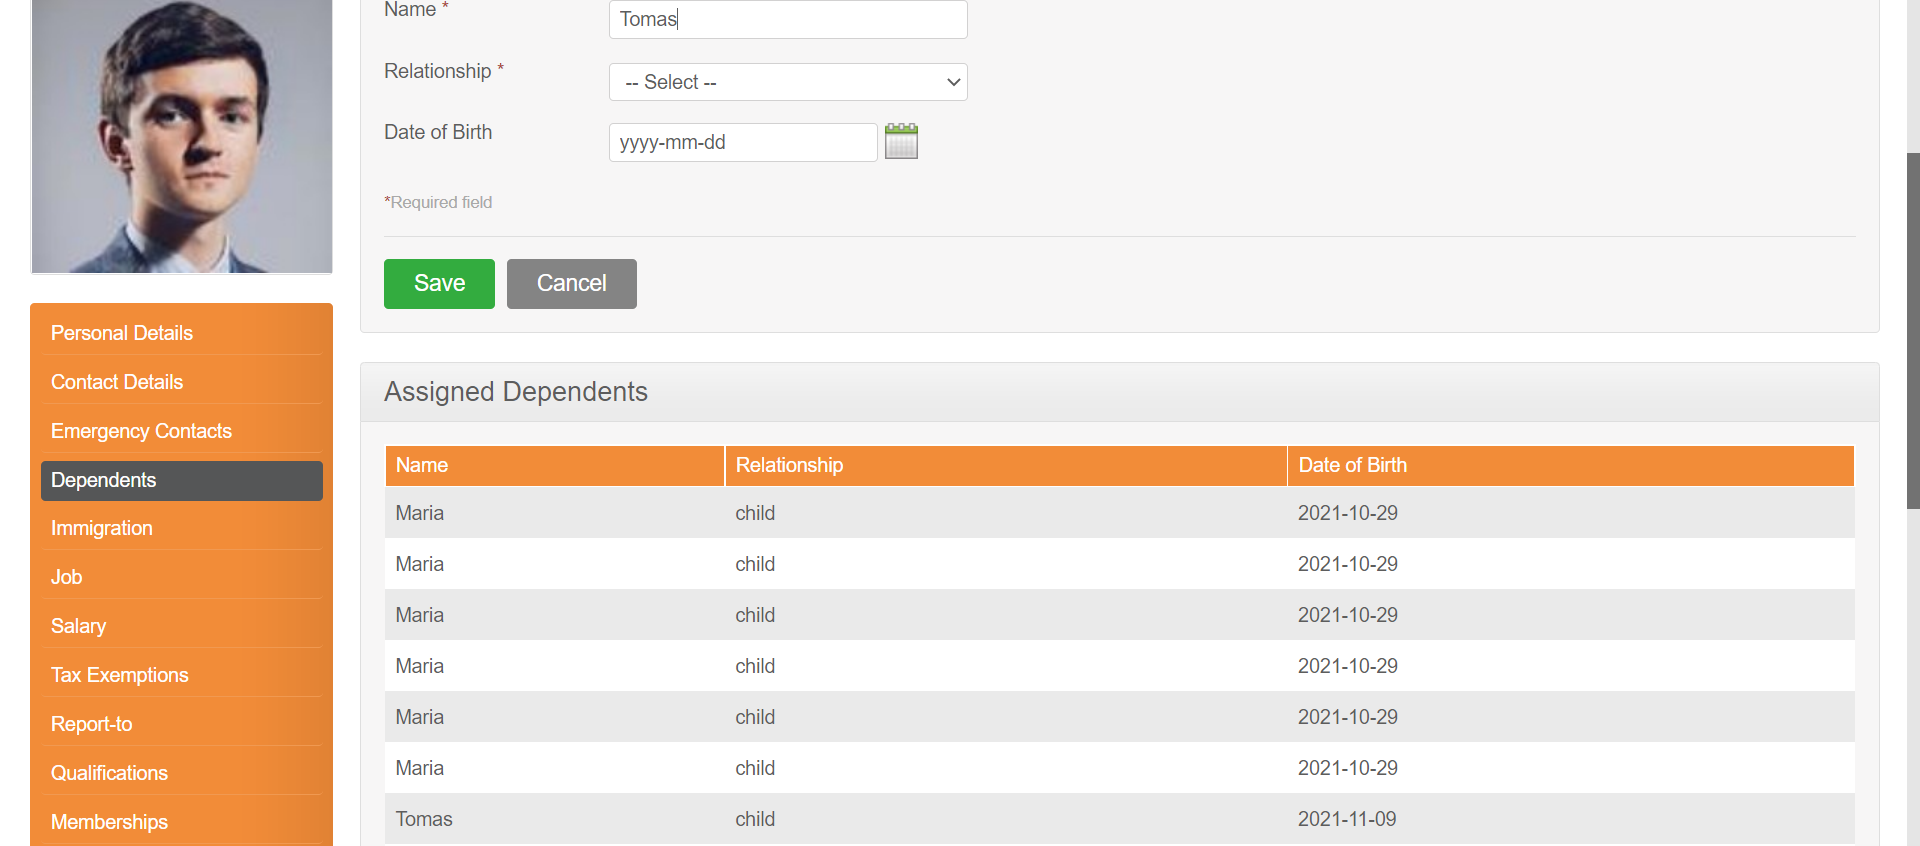 Name *
Tomas
Relationship *
-- Select --
Date of Birth
yyyy-mm-dd
*Required field
Save Cancel
Personal Details
Contact Details
Emergency Contacts
Dependents
Immigration
Job
Salary
Tax Exemptions
Report-to
Qualifications
Memberships
Assigned Dependents
Name Relationship Date of Birth
Maria child 2021-10-29
Maria child 2021-10-29
Maria child 2021-10-29
Maria child 2021-10-29
Maria child 2021-10-29
Maria child 2021-10-29
Tomas child 2021-11-09